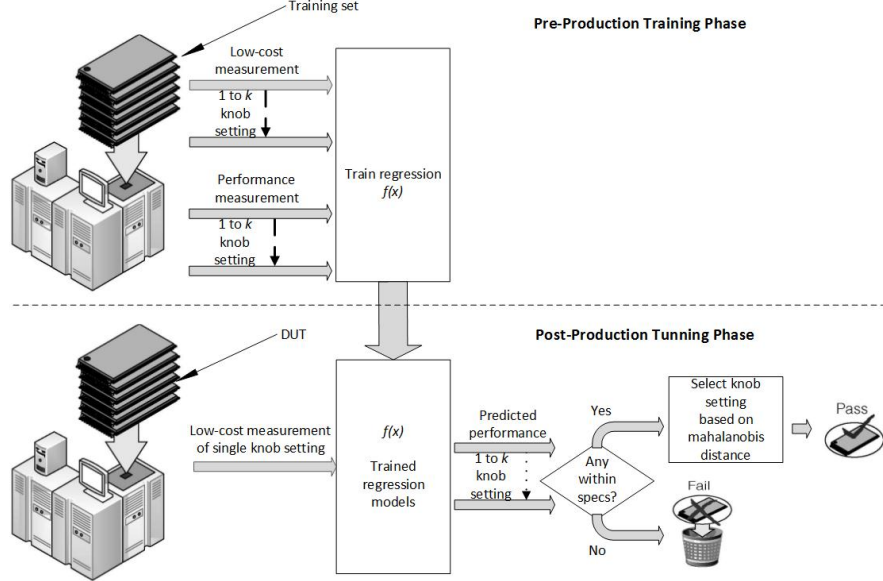 Training set
Pre-Production Training Phase
Low-cost
measurement
1 to k
knob
setting
Train regression
f(x)
Performance
measurement
1 to k
knob
setting
Post-Production Tunning Phase
DUT
Low-cost measurement
of single knob setting
f(x)
Trained
regression
models
Predicted
performance
1 to k
knob
setting
Any
within
specs?
Yes
No
Select knob
setting
based on
mahalanobis
distance
Pass
Fail